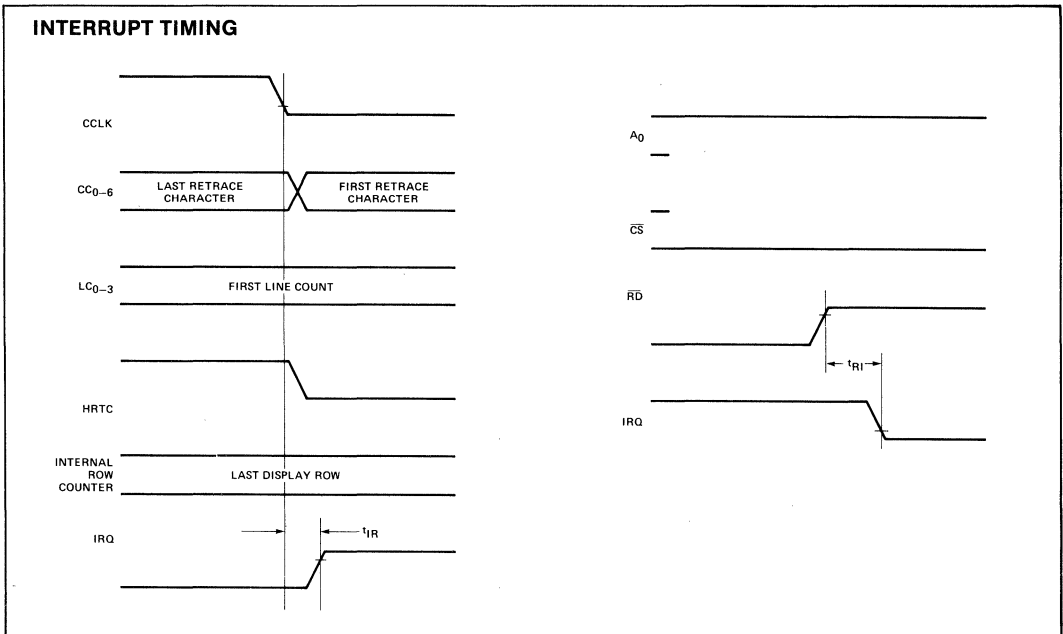 INTERRUPT TIMING
CCLK
CC0–6
LAST RETRACE
CHARACTER
FIRST RETRACE
CHARACTER
LC0–3
FIRST LINE COUNT
HRTC
INTERNAL
ROW
COUNTER
LAST DISPLAY ROW
IRQ
tIR
A0
CS
RD
tRI
IRQ